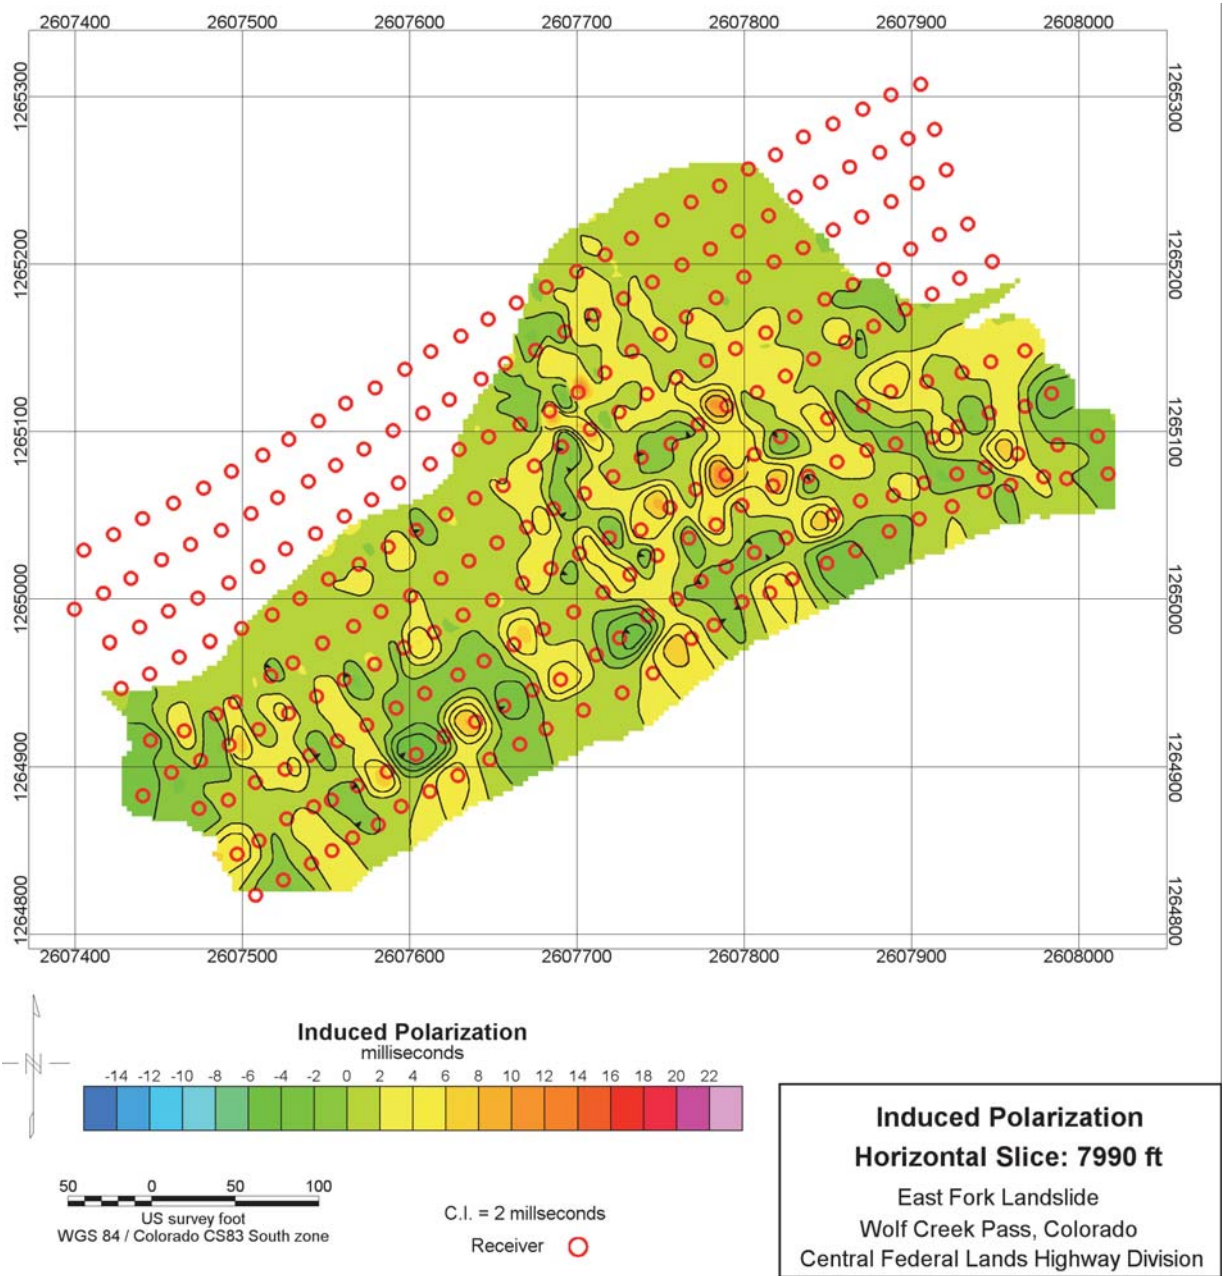 2607400 2607500 2607600 2607700 2607800 2607900 2608000
1265300 1265300
1265200 1265200
1265100 1265100
1265000 1265000
1264900 1264900
1264800 1264800
2607400 2607500 2607600 2607700 2607800 2607900 2608000
N
Induced Polarization
milliseconds
-14 -12 -10 -8 -6 -4 -2 0 2 4 6 8 10 12 14 16 18 20 22
50 0 50 100
US survey foot
WGS 84 / Colorado CS83 South zone
C.I. = 2 millseconds
Receiver
Induced Polarization
Horizontal Slice: 7990 ft
East Fork Landslide
Wolf Creek Pass, Colorado
Central Federal Lands Highway Division